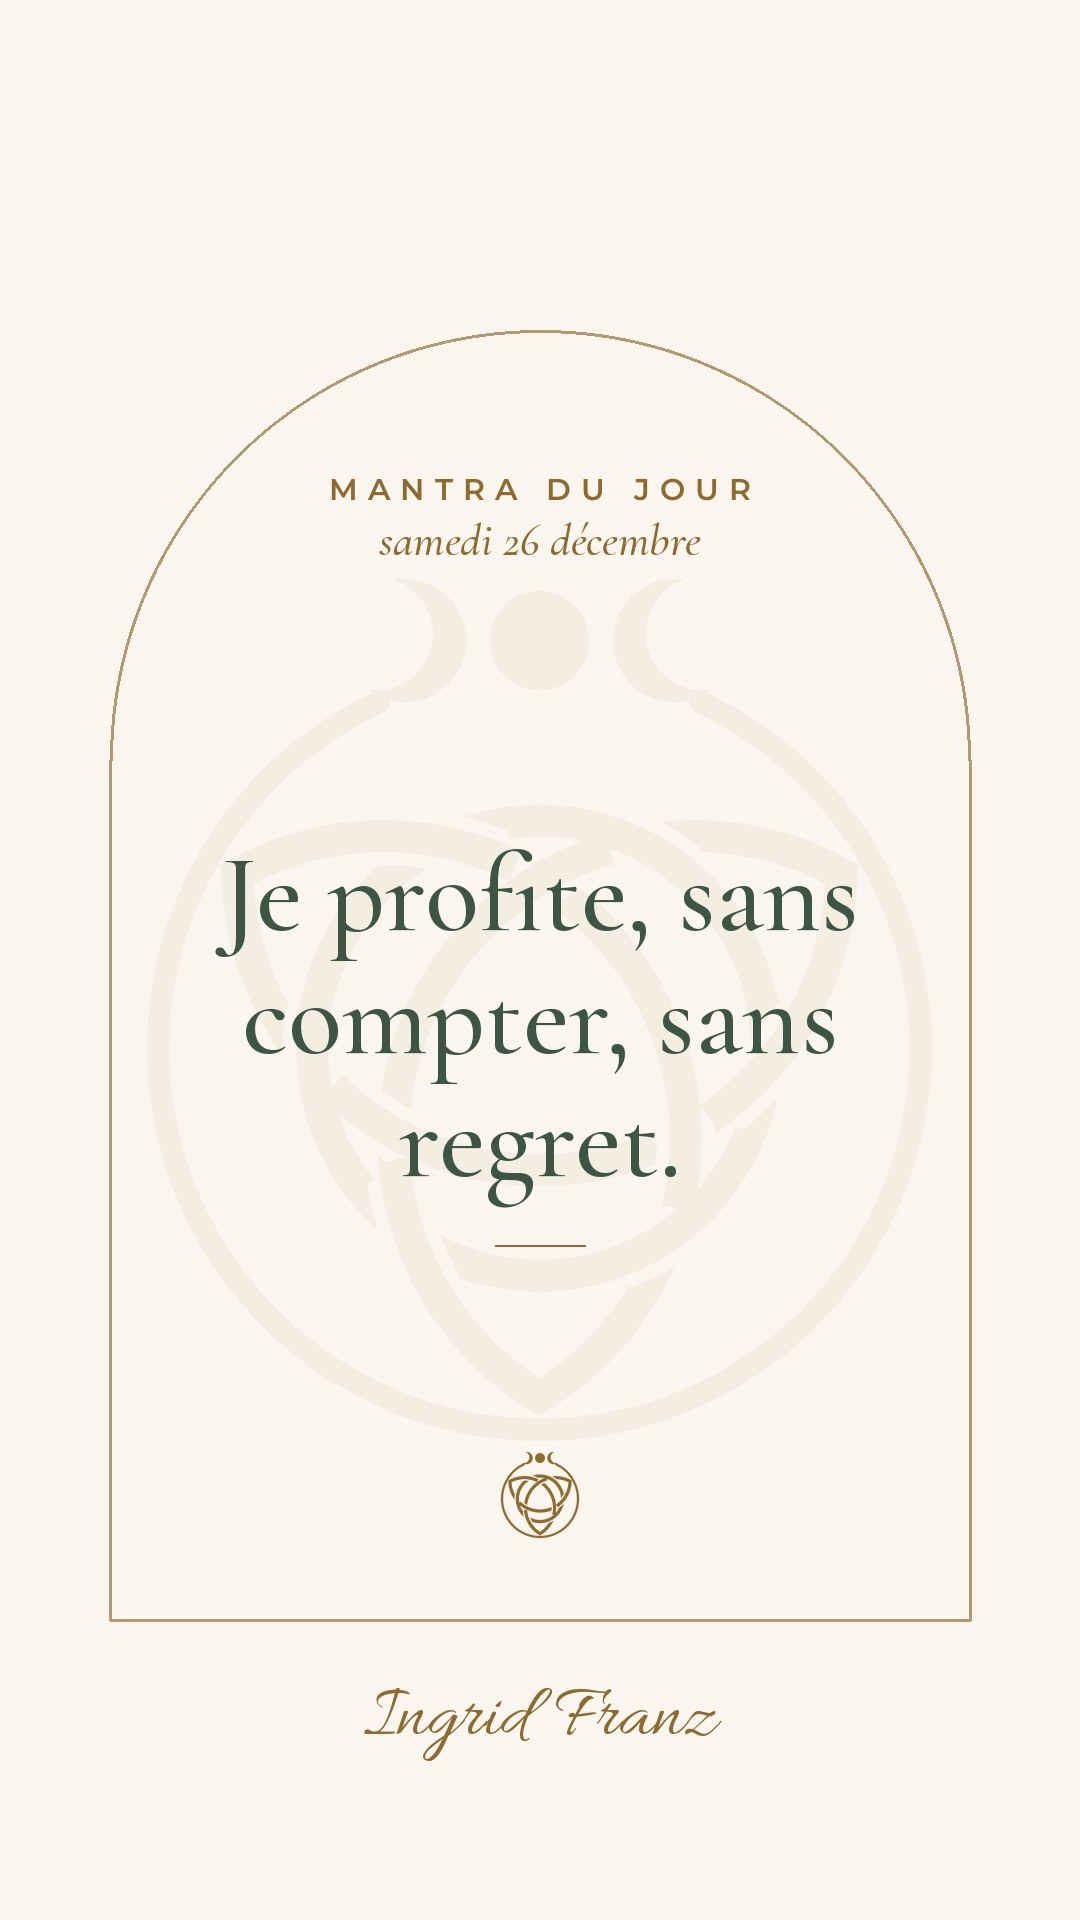 MANTRA DU JOUR
samedi 26 décembre
Je profite, sans
compter, sans
regret.
Ingrid Franz